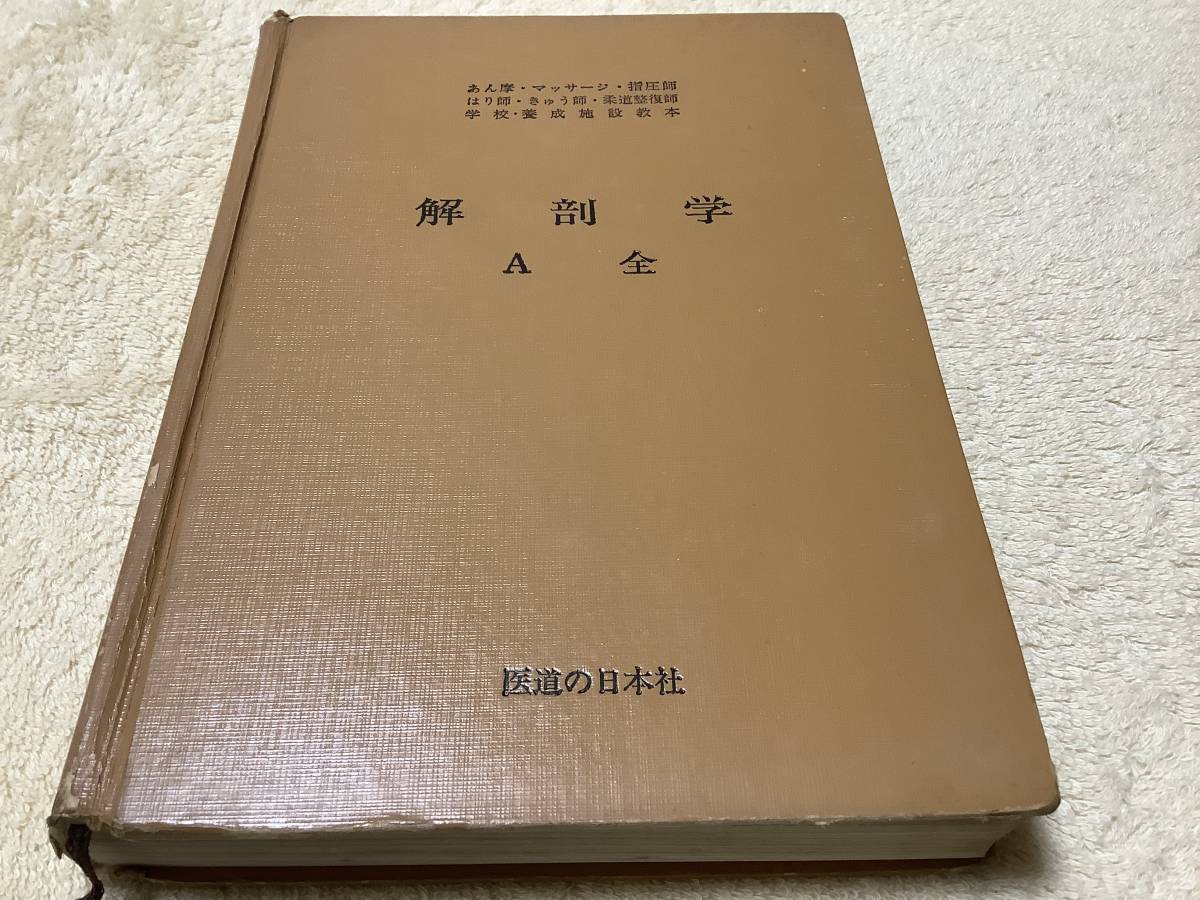 あん摩・マッサージ・指圧師
はり師・きゅう師・柔道整復師
学校・養成施設教本
解剖学
A 全
医道の日本社